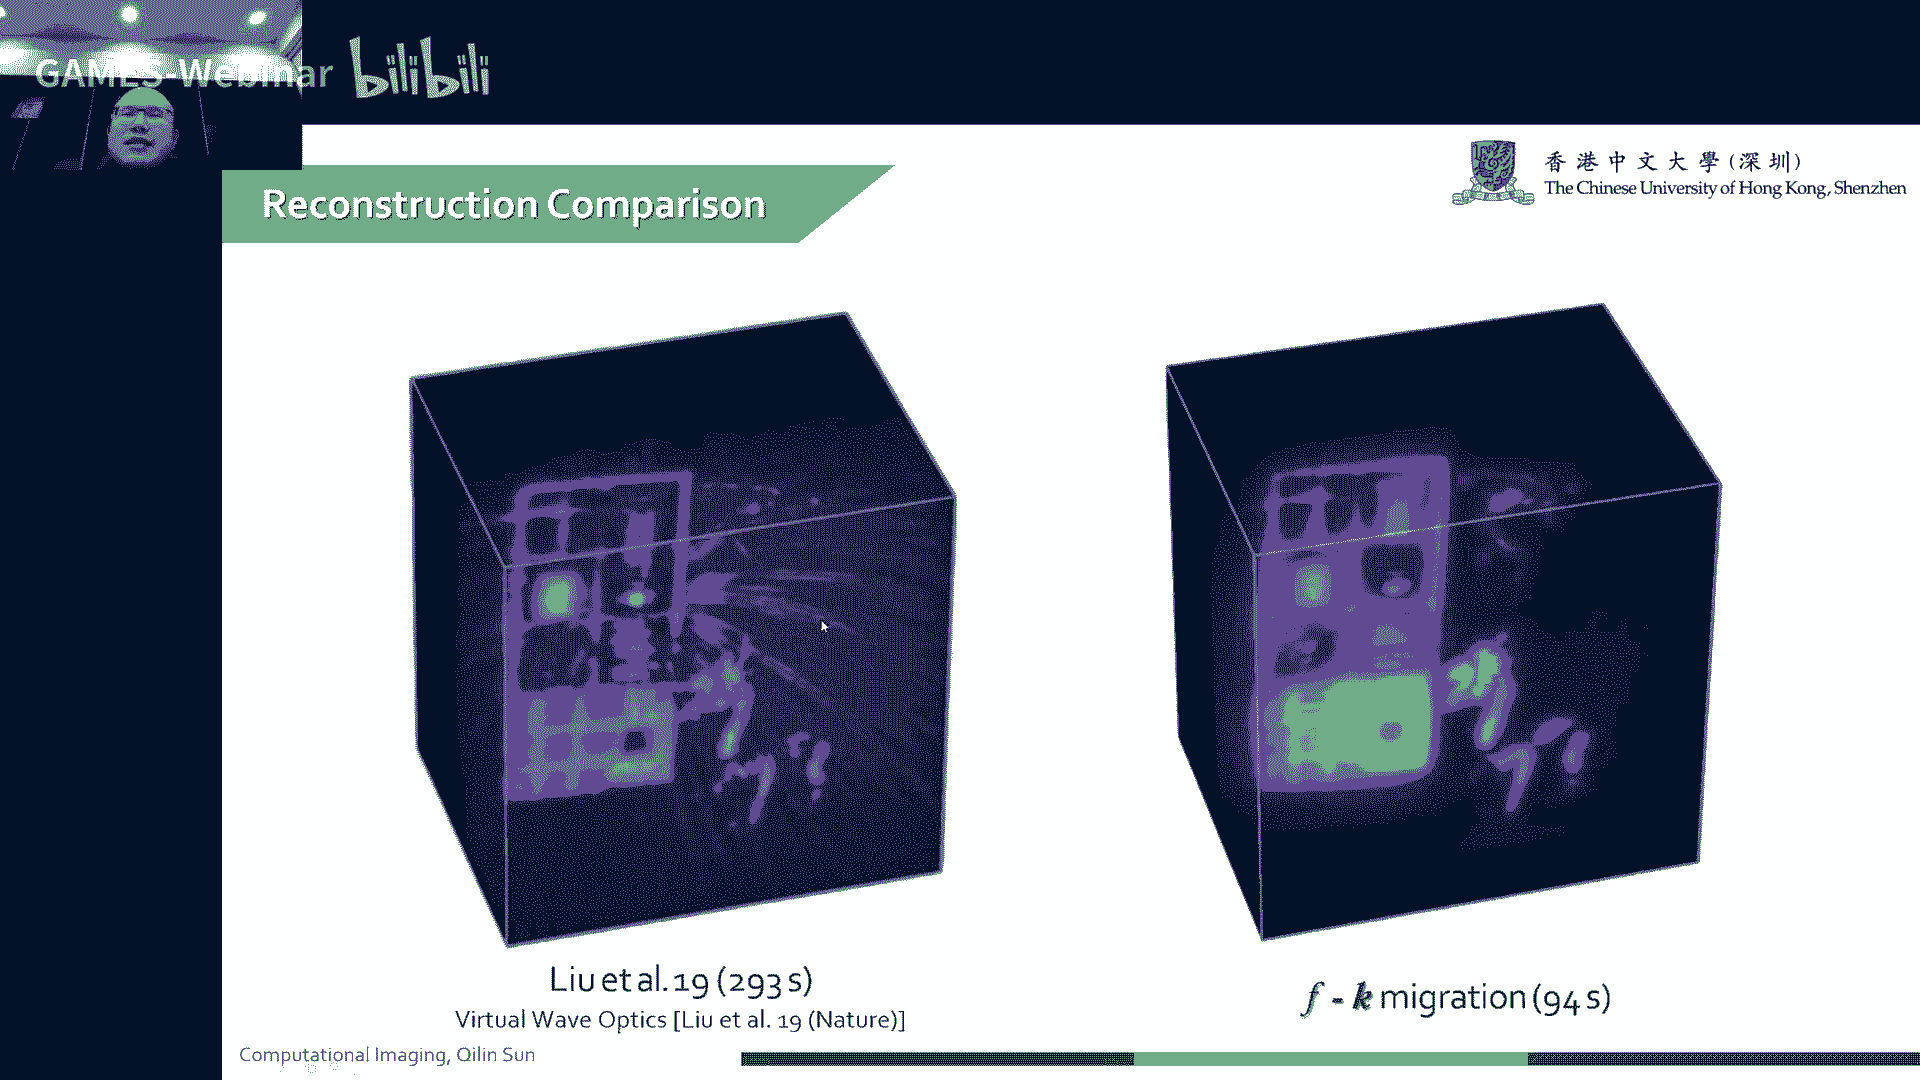 GAMES-Webinar bilibili
香港中文大學(深圳)
The Chinese University of Hong Kong, Shenzhen
Reconstruction Comparison
Liu et al. 19 (293 s)
Virtual Wave Optics [Liu et al. 19 (Nature)]
f - k migration (94 s)
Computational Imaging, Qilin Sun